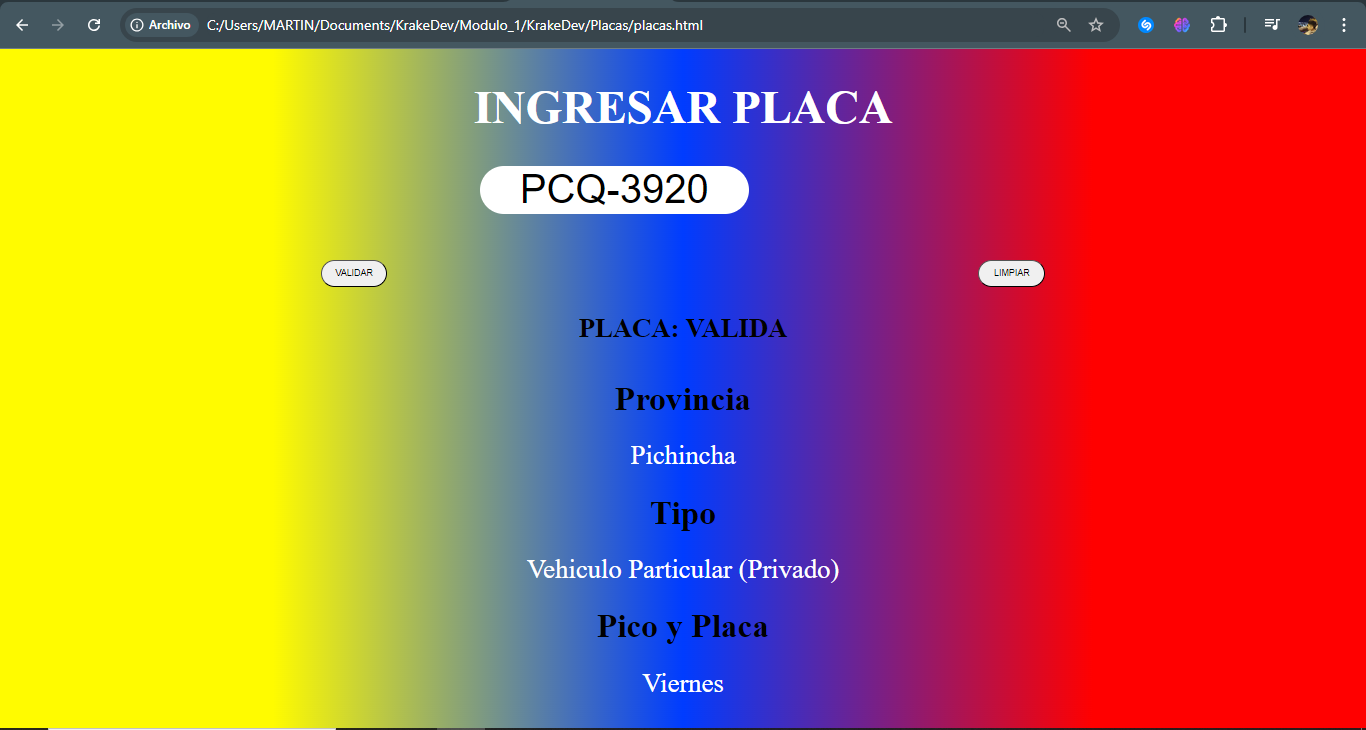 Archivo C:/Users/MARTIN/Documents/KrakeDev/Modulo_1/KrakeDev/Placas/placas.html
INGRESAR PLACA
PCQ-3920
VALIDAR LIMPIAR
PLACA: VALIDA
Provincia
Pichincha
Tipo
Vehiculo Particular (Privado)
Pico y Placa
Viernes